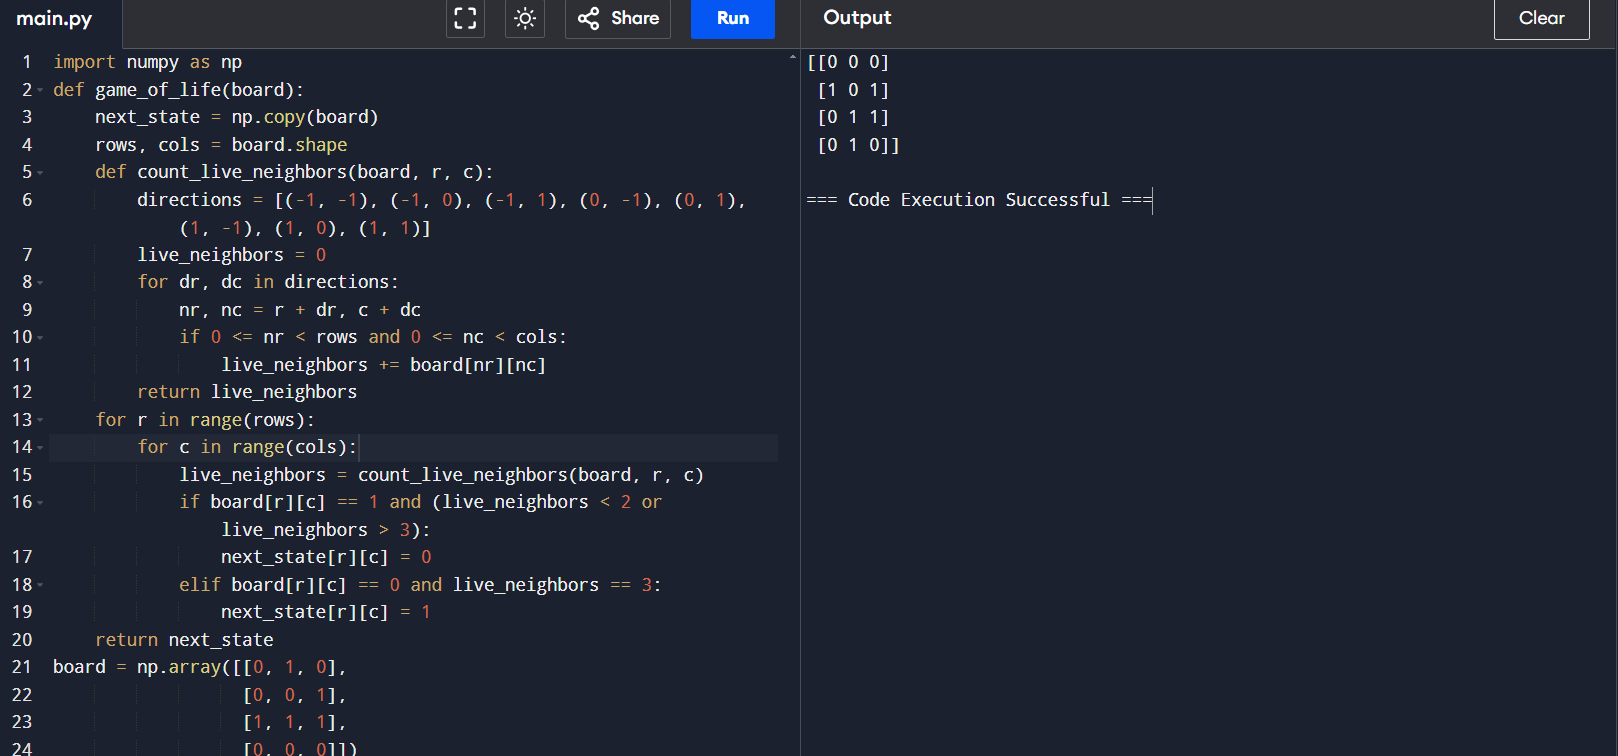 main.py
Share
Run
Output
Clear
1 import numpy as np
2 def game_of_life(board):
3     next_state = np.copy(board)
4     rows, cols = board.shape
5     def count_live_neighbors(board, r, c):
6         directions = [(-1, -1), (-1, 0), (-1, 1), (0, -1), (0, 1),
            (1, -1), (1, 0), (1, 1)]
7         live_neighbors = 0
8         for dr, dc in directions:
9             nr, nc = r + dr, c + dc
10             if 0 <= nr < rows and 0 <= nc < cols:
11                 live_neighbors += board[nr][nc]
12         return live_neighbors
13     for r in range(rows):
14         for c in range(cols):
15             live_neighbors = count_live_neighbors(board, r, c)
16             if board[r][c] == 1 and (live_neighbors < 2 or
                live_neighbors > 3):
17                 next_state[r][c] = 0
18             elif board[r][c] == 0 and live_neighbors == 3:
19                 next_state[r][c] = 1
20     return next_state
21 board = np.array([[0, 1, 0],
22                   [0, 0, 1],
23                   [1, 1, 1],
24                   [0, 0, 0]])
[[0 0 0]
 [1 0 1]
 [0 1 1]
 [0 1 0]]
=== Code Execution Successful ===